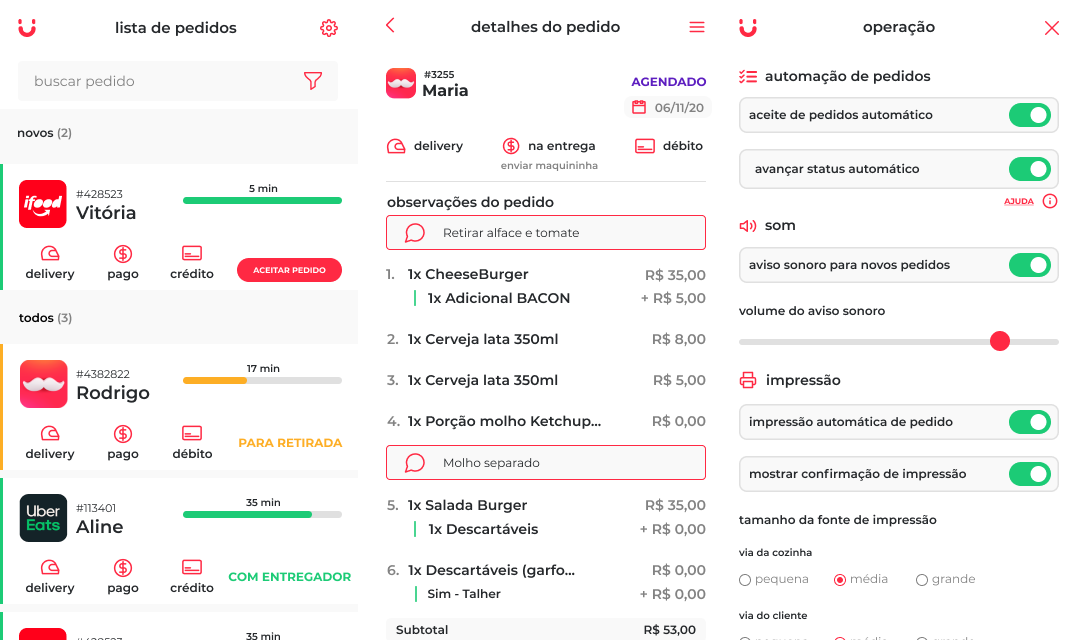 lista de pedidos
buscar pedido
novos (2)
5 min
ifood
#428523
Vitória
delivery
pago
crédito
ACEITAR PEDIDO
todos (3)
17 min
#4382822
Rodrigo
delivery
pago
débito
PARA RETIRADA
35 min
Uber
Eats
#113401
Aline
delivery
pago
crédito
COM ENTREGADOR
35 min
detalhes do pedido
#3255
Maria
AGENDADO
06/11/20
delivery
na entrega
enviar maquininha
débito
observações do pedido
Retirar alface e tomate
1. 1x CheeseBurger R$ 35,00
1x Adicional BACON + R$ 5,00
2. 1x Cerveja lata 350ml R$ 8,00
3. 1x Cerveja lata 350ml R$ 5,00
4. 1x Porção molho Ketchup... R$ 0,00
Molho separado
5. 1x Salada Burger R$ 35,00
1x Descartáveis + R$ 0,00
6. 1x Descartáveis (garfo... R$ 0,00
Sim - Talher + R$ 0,00
Subtotal R$ 53,00
operação
automação de pedidos
aceite de pedidos automático
avançar status automático
AJUDA
som
aviso sonoro para novos pedidos
volume do aviso sonoro
impressão
impressão automática de pedido
mostrar confirmação de impressão
tamanho da fonte de impressão
via da cozinha
pequena média grande
via do cliente